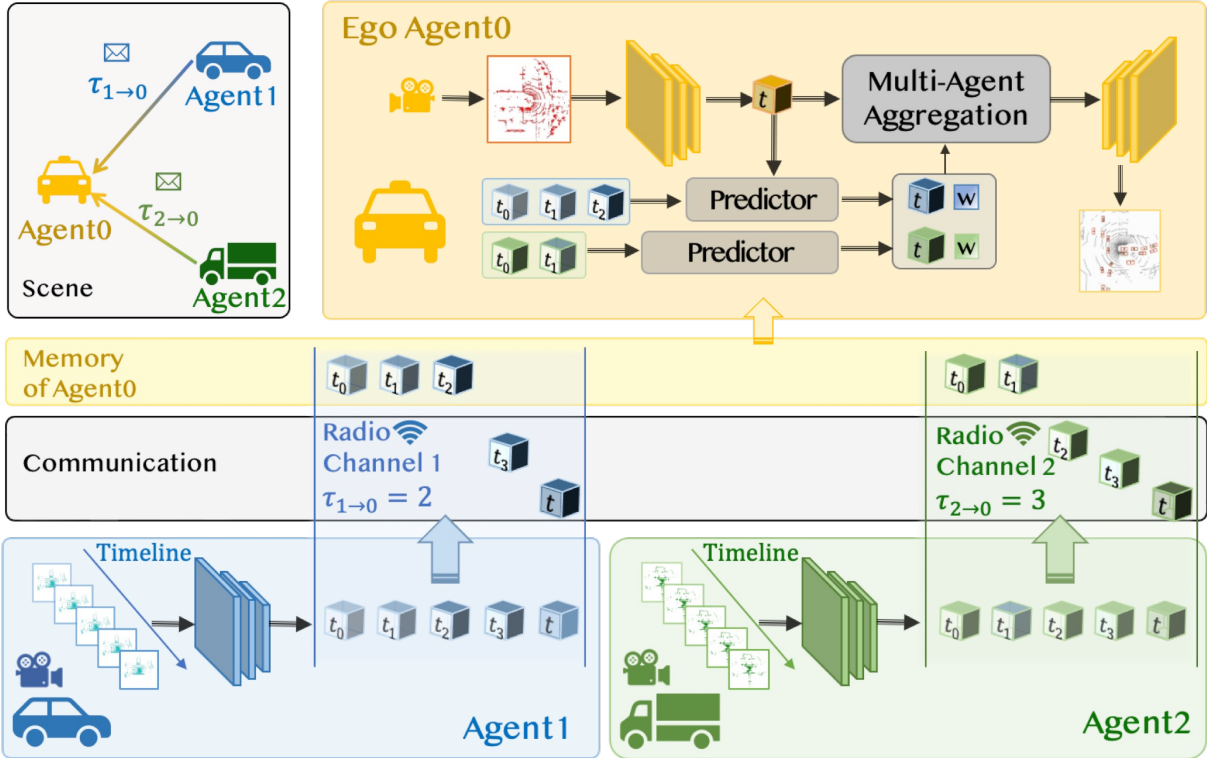 τ1→0
Agent1
Agent0
τ2→0
Agent2
Scene
Ego Agent0
t
Multi-Agent
Aggregation
t0 t1 t2
Predictor
t w
t0 t1
Predictor
t w
Memory
of Agent0
t0 t1 t2
t0 t1
Communication
Radio
Channel 1
τ1→0 = 2
t3
t
Radio
Channel 2
τ2→0 = 3
t2
t3
t
Timeline
t0 t1 t2 t3 t
Agent1
Timeline
t0 t1 t2 t3 t
Agent2